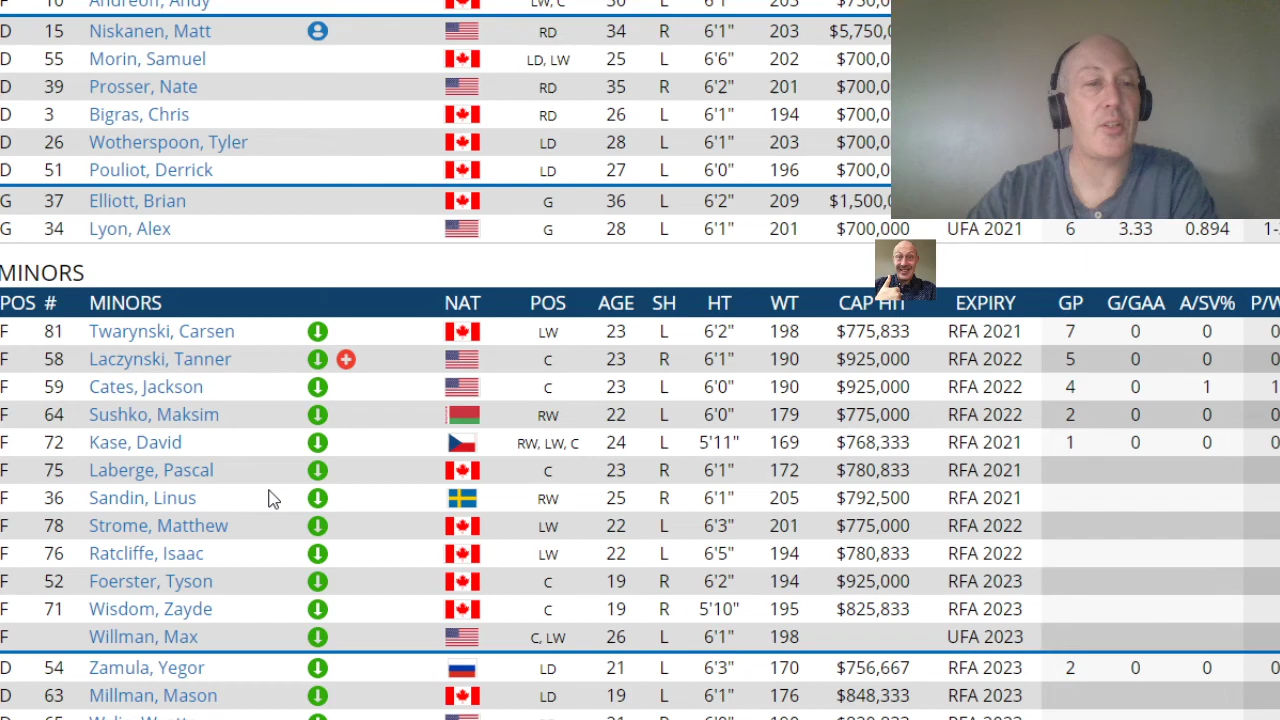 F 10 Andreoff, Andy LW, C 30 L 6'1" 203 $750,0
D 15 Niskanen, Matt RD 34 R 6'1" 203 $5,750,0
D 55 Morin, Samuel LD, LW 25 L 6'6" 202 $700,0
D 39 Prosser, Nate RD 35 R 6'2" 201 $700,0
D 3 Bigras, Chris RD 26 L 6'1" 194 $700,0
D 26 Wotherspoon, Tyler LD 28 L 6'1" 203 $700,0
D 51 Pouliot, Derrick LD 27 L 6'0" 196 $700,0
G 37 Elliott, Brian G 36 L 6'2" 209 $1,500,
G 34 Lyon, Alex G 28 L 6'1" 201 $700,000 UFA 2021 6 3.33 0.894 1-
MINORS
POS # MINORS NAT POS AGE SH HT WT CAP HIT EXPIRY GP G/GAA A/SV% P/W
F 81 Twarynski, Carsen LW 23 L 6'2" 198 $775,833 RFA 2021 7 0 0 0
F 58 Laczynski, Tanner C 23 R 6'1" 190 $925,000 RFA 2022 5 0 0 0
F 59 Cates, Jackson C 23 L 6'0" 190 $925,000 RFA 2022 4 0 1 1
F 64 Sushko, Maksim RW 22 L 6'0" 179 $775,000 RFA 2022 2 0 0 0
F 72 Kase, David RW, LW, C 24 L 5'11" 169 $768,333 RFA 2021 1 0 0 0
F 75 Laberge, Pascal C 23 R 6'1" 172 $780,833 RFA 2021
F 36 Sandin, Linus RW 25 R 6'1" 205 $792,500 RFA 2021
F 78 Strome, Matthew LW 22 L 6'3" 201 $775,000 RFA 2022
F 76 Ratcliffe, Isaac LW 22 L 6'5" 194 $780,833 RFA 2022
F 52 Foerster, Tyson C 19 R 6'2" 194 $925,000 RFA 2023
F 71 Wisdom, Zayde C 19 R 5'10" 195 $825,833 RFA 2023
F Willman, Max C, LW 26 L 6'1" 198 UFA 2023
D 54 Zamula, Yegor LD 21 L 6'3" 170 $756,667 RFA 2023 2 0 0 0
D 63 Millman, Mason LD 19 L 6'1" 176 $848,333 RFA 2023